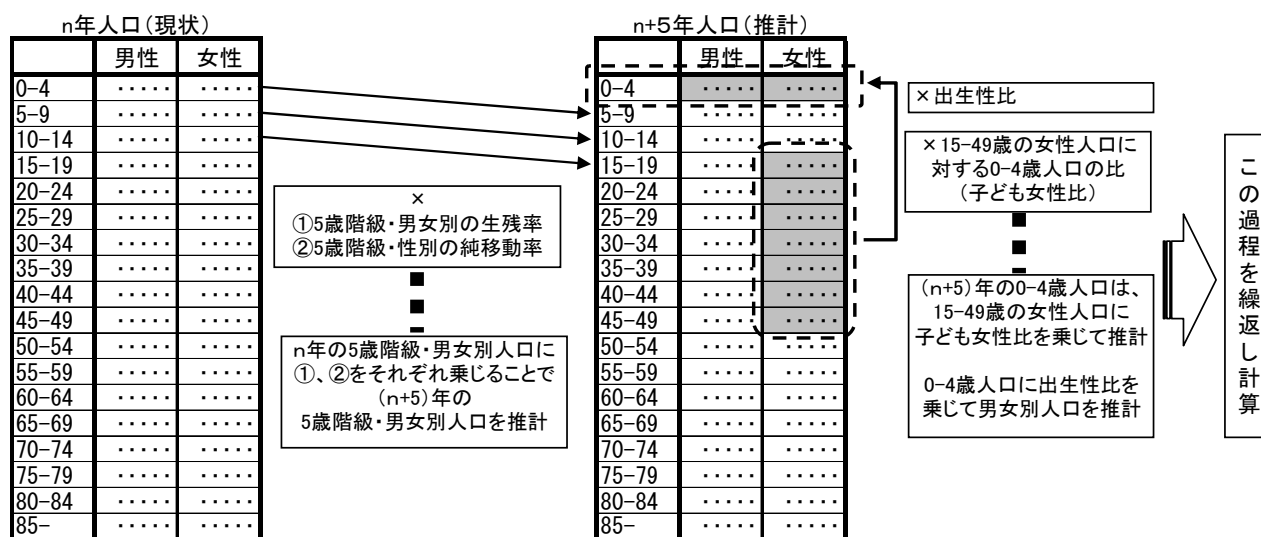 n年人口(現状)
男性 女性
0-4 ····· ·····
5-9 ····· ·····
10-14 ····· ·····
15-19 ····· ·····
20-24 ····· ·····
25-29 ····· ·····
30-34 ····· ·····
35-39 ····· ·····
40-44 ····· ·····
45-49 ····· ·····
50-54 ····· ·····
55-59 ····· ·····
60-64 ····· ·····
65-69 ····· ·····
70-74 ····· ·····
75-79 ····· ·····
80-84 ····· ·····
85- ····· ·····
×
①5歳階級・男女別の生残率
②5歳階級・性別の純移動率
n年の5歳階級・男女別人口に
①、②をそれぞれ乗じることで
(n+5)年の
5歳階級・男女別人口を推計
n+5年人口(推計)
男性 女性
0-4 ····· ·····
5-9 ····· ·····
10-14 ····· ·····
15-19 ····· ·····
20-24 ····· ·····
25-29 ····· ·····
30-34 ····· ·····
35-39 ····· ·····
40-44 ····· ·····
45-49 ····· ·····
50-54 ····· ·····
55-59 ····· ·····
60-64 ····· ·····
65-69 ····· ·····
70-74 ····· ·····
75-79 ····· ·····
80-84 ····· ·····
85- ····· ·····
×出生性比
×15-49歳の女性人口に
対する0-4歳人口の比
(子ども女性比)
(n+5)年の0-4歳人口は、
15-49歳の女性人口に
子ども女性比を乗じて推計
0-4歳人口に出生性比を
乗じて男女別人口を推計
この過程を繰返し計算